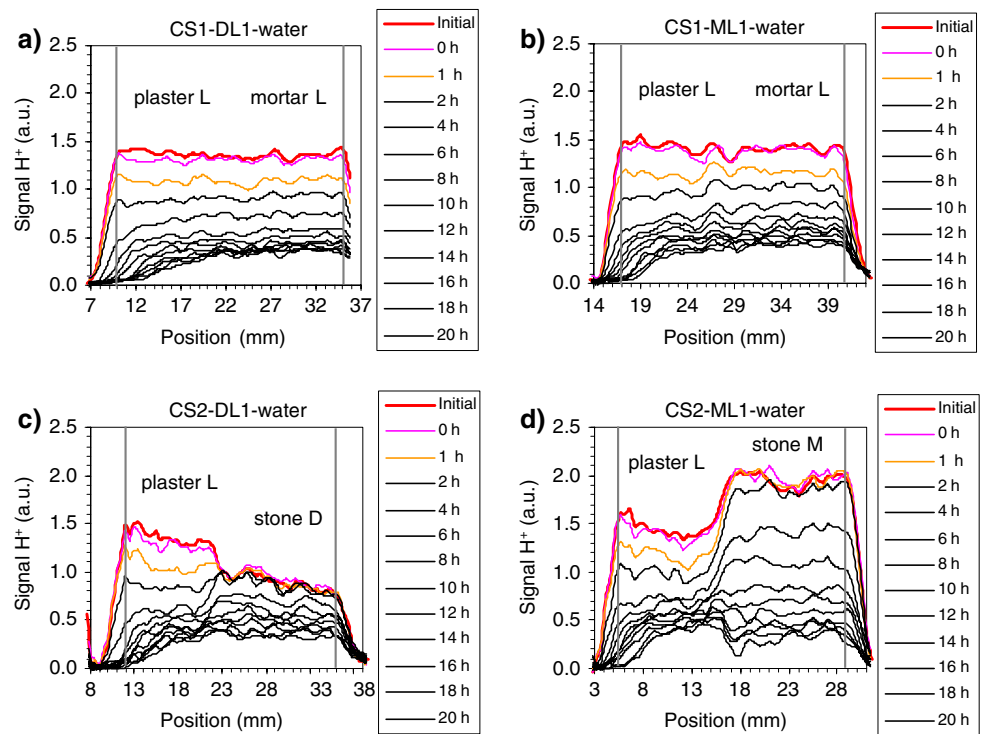 a)
CS1-DL1-water
2.5
2.0
1.5
1.0
0.5
0.0
Signal H⁺ (a.u.)
plaster L
mortar L
7 12 17 22 27 32 37
Position (mm)
Initial
0 h
1 h
2 h
4 h
6 h
8 h
10 h
12 h
14 h
16 h
18 h
20 h
b)
CS1-ML1-water
2.5
2.0
1.5
1.0
0.5
0.0
Signal H⁺ (a.u.)
plaster L
mortar L
14 19 24 29 34 39
Position (mm)
Initial
0 h
1 h
2 h
4 h
6 h
8 h
10 h
12 h
14 h
16 h
18 h
20 h
c)
CS2-DL1-water
2.5
2.0
1.5
1.0
0.5
0.0
Signal H⁺ (a.u.)
plaster L
stone D
8 13 18 23 28 33 38
Position (mm)
Initial
0 h
1 h
2 h
4 h
6 h
8 h
10 h
12 h
14 h
16 h
18 h
20 h
d)
CS2-ML1-water
2.5
2.0
1.5
1.0
0.5
0.0
Signal H⁺ (a.u.)
stone M
plaster L
3 8 13 18 23 28
Position (mm)
Initial
0 h
1 h
2 h
4 h
6 h
8 h
10 h
12 h
14 h
16 h
18 h
20 h